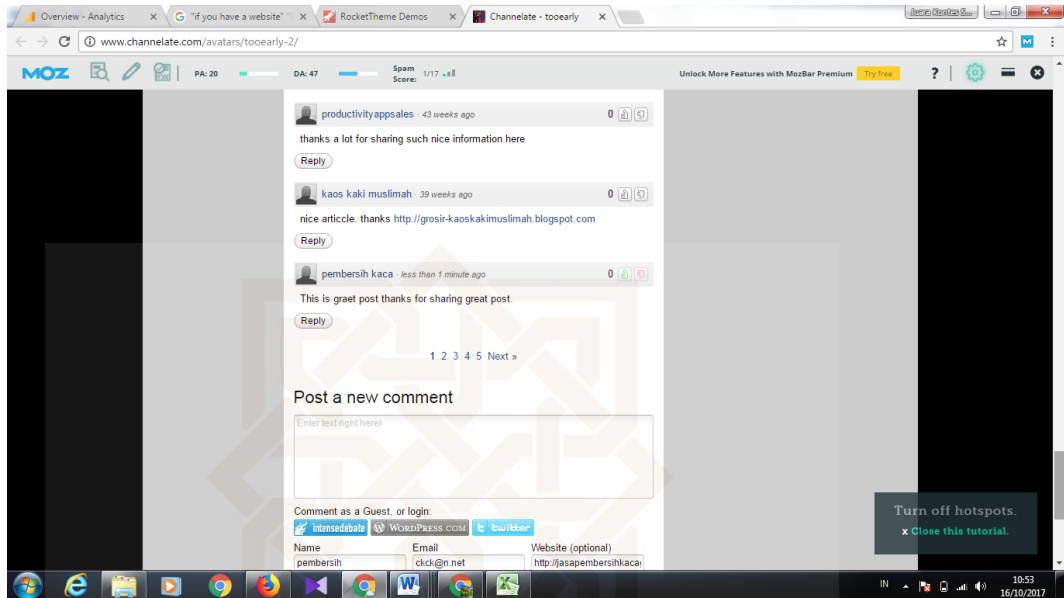 Overview - Analytics
"if you have a website" "
RocketTheme Demos
Channelate - tooearly
Juara Kontes S...
www.channelate.com/avatars/tooearly-2/
MOZ
PA: 20
DA: 47
Spam Score: 1/17
Unlock More Features with MozBar Premium
Try free
?
productivityappsales · 43 weeks ago
0
thanks a lot for sharing such nice information here
Reply
kaos kaki muslimah · 39 weeks ago
0
nice articcle. thanks http://grosir-kaoskakimuslimah.blogspot.com
Reply
pembersih kaca · less than 1 minute ago
0
This is graet post thanks for sharing great post.
Reply
1 2 3 4 5 Next »
Post a new comment
Enter text right here!
Comment as a Guest, or login:
intensedebate
WORDPRESS.COM
twitter
Name Email Website (optional)
pembersih ckck@n.net http://jasapembersihkaca
Turn off hotspots.
x Close this tutorial.
IN
10:53
16/10/2017